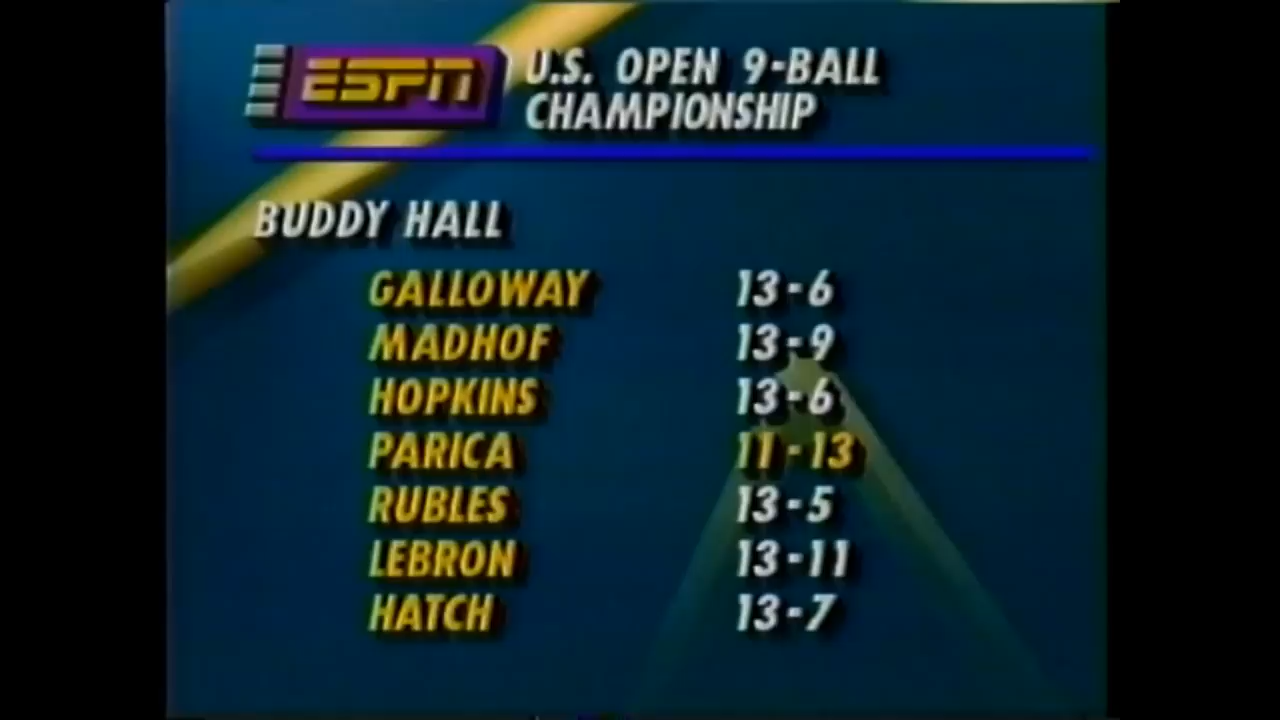 ESPN U.S. OPEN 9-BALL
CHAMPIONSHIP
BUDDY HALL
GALLOWAY 13-6
MADHOF 13-9
HOPKINS 13-6
PARICA 11-13
RUBLES 13-5
LEBRON 13-11
HATCH 13-7